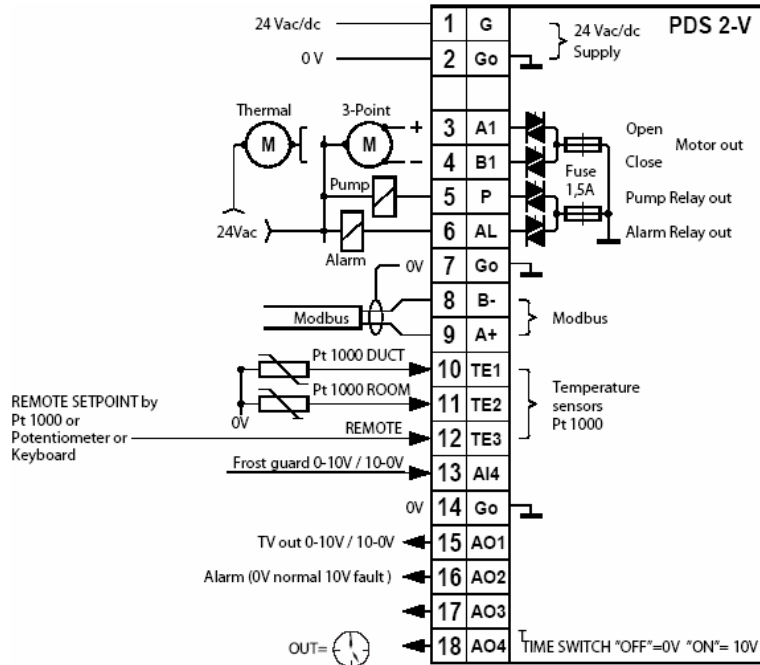 PDS 2-V
24 Vac/dc 1 G 24 Vac/dc
0 V 2 Go Supply
Thermal 3-Point
M M + 3 A1 Open
Motor out
– 4 B1 Close
Fuse
1,5A
Pump 5 P Pump Relay out
24Vac 6 AL Alarm Relay out
Alarm
0V 7 Go
8 B-
Modbus Modbus
9 A+
Pt 1000 DUCT 10 TE1
Pt 1000 ROOM 11 TE2
0V
Temperature
sensors
Pt 1000
REMOTE SETPOINT by
Pt 1000 or
Potentiometer or
Keyboard
REMOTE 12 TE3
Frost guard 0-10V / 10-0V 13 AI4
0V 14 Go
TV out 0-10V / 10-0V 15 AO1
Alarm (0V normal 10V fault ) 16 AO2
17 AO3
OUT= 18 AO4 T TIME SWITCH "OFF"=0V "ON"= 10V